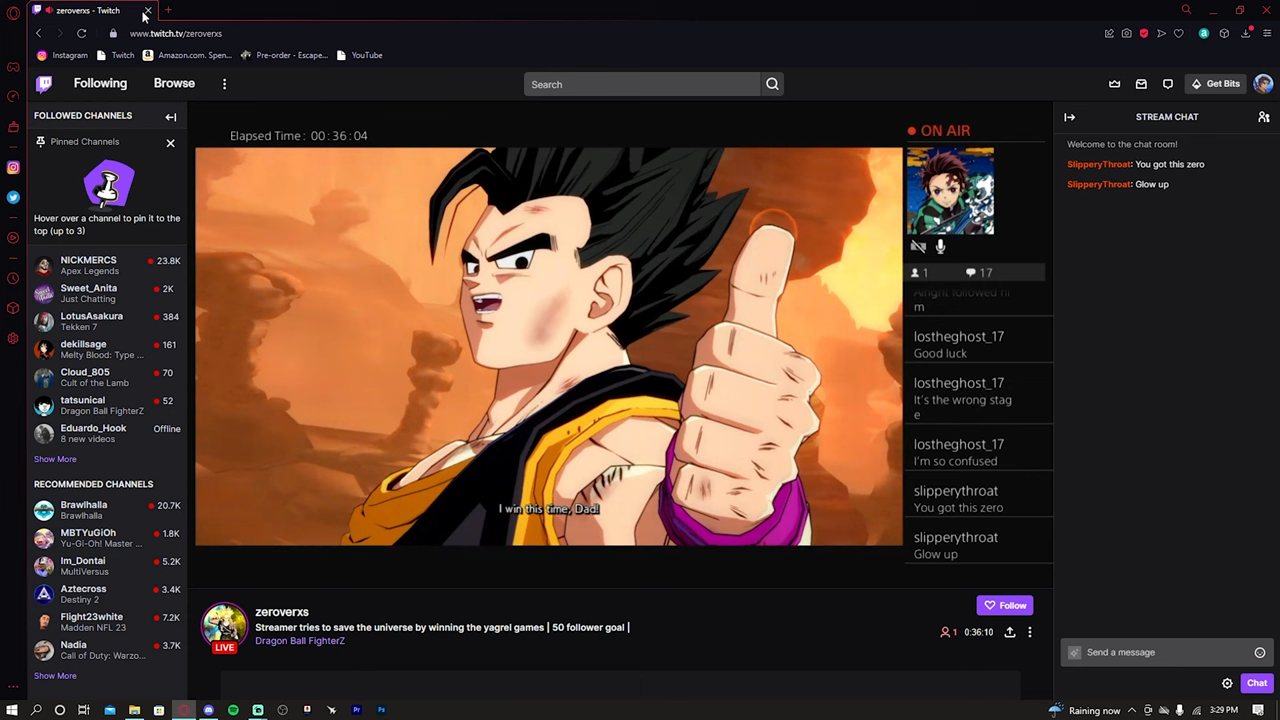 zeroverxs - Twitch
www.twitch.tv/zeroverxs
Instagram
Twitch
Amazon.com. Spen...
Pre-order - Escape...
YouTube
Following
Browse
Search
Get Bits
FOLLOWED CHANNELS
Pinned Channels
Hover over a channel to pin it to the
top (up to 3)
NICKMERCS
23.8K
Apex Legends
Sweet_Anita
2K
Just Chatting
LotusAsakura
384
Tekken 7
dekillsage
161
Melty Blood: Type ...
Cloud_805
70
Cult of the Lamb
tatsunical
52
Dragon Ball FighterZ
Eduardo_Hook
Offline
8 new videos
Show More
RECOMMENDED CHANNELS
Brawlhalla
20.7K
Brawlhalla
MBTYuGiOh
1.8K
Yu-Gi-Oh! Master ...
Im_Dontai
5.2K
MultiVersus
Aztecross
3.4K
Destiny 2
Flight23white
7.2K
Madden NFL 23
Nadia
3.7K
Call of Duty: Warzo...
Show More
Elapsed Time : 00 : 36 : 04
I win this time, Dad!
ON AIR
1
17
Alright followed hi
m
lostheghost_17
Good luck
lostheghost_17
It's the wrong stag
e
lostheghost_17
I'm so confused
slipperythroat
You got this zero
slipperythroat
Glow up
LIVE
zeroverxs
Streamer tries to save the universe by winning the yagrel games | 50 follower goal |
Dragon Ball FighterZ
Follow
1
0:36:10
STREAM CHAT
Welcome to the chat room!
SlipperyThroat: You got this zero
SlipperyThroat: Glow up
Send a message
Chat
Raining now
3:29 PM